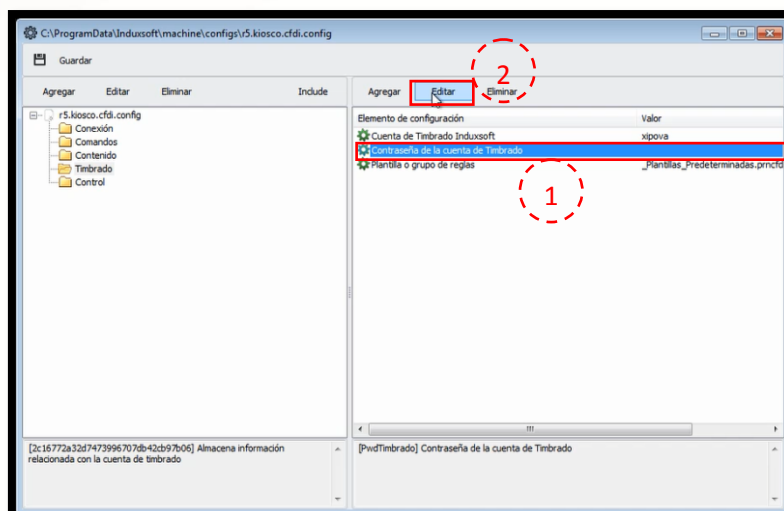 C:\ProgramData\Induxsoft\machine\configs\r5.kiosco.cfdi.config
Guardar
2
Agregar Editar Eliminar Include
Agregar Editar Eliminar
r5.kiosco.cfdi.config
Conexión
Comandos
Contenido
Timbrado
Control
Elemento de configuración Valor
Cuenta de Timbrado Induxsoft xipova
Contraseña de la cuenta de Timbrado
Plantilla o grupo de reglas _Plantillas_Predeterminadas.prncfd
1
[2c16772a32d7473996707db42cb97b06] Almacena información
relacionada con la cuenta de timbrado
[PwdTimbrado] Contraseña de la cuenta de Timbrado